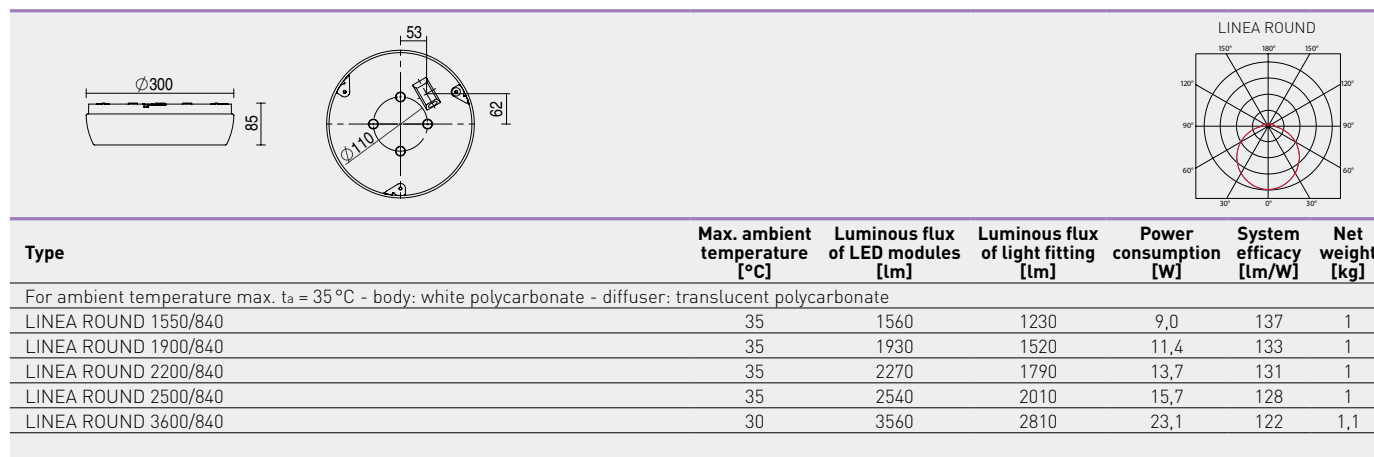 LINEA ROUND
53
∅300
85
62
∅110
150° 180° 150°
120° 120°
90° 90°
60° 60°
30° 0° 30°
Type Max. ambient temperature [°C] Luminous flux of LED modules [lm] Luminous flux of light fitting [lm] Power consumption [W] System efficacy [lm/W] Net weight [kg]
For ambient temperature max. ta = 35 °C - body: white polycarbonate - diffuser: translucent polycarbonate
LINEA ROUND 1550/840 35 1560 1230 9,0 137 1
LINEA ROUND 1900/840 35 1930 1520 11,4 133 1
LINEA ROUND 2200/840 35 2270 1790 13,7 131 1
LINEA ROUND 2500/840 35 2540 2010 15,7 128 1
LINEA ROUND 3600/840 30 3560 2810 23,1 122 1,1